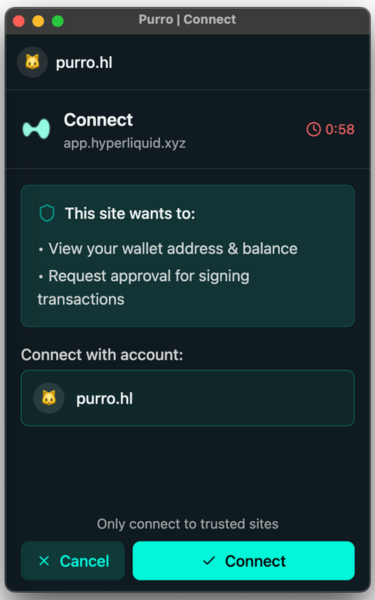 Purro | Connect
purro.hl
Connect
0:58
app.hyperliquid.xyz
This site wants to:
• View your wallet address & balance
• Request approval for signing
transactions
Connect with account:
purro.hl
Only connect to trusted sites
Cancel
Connect